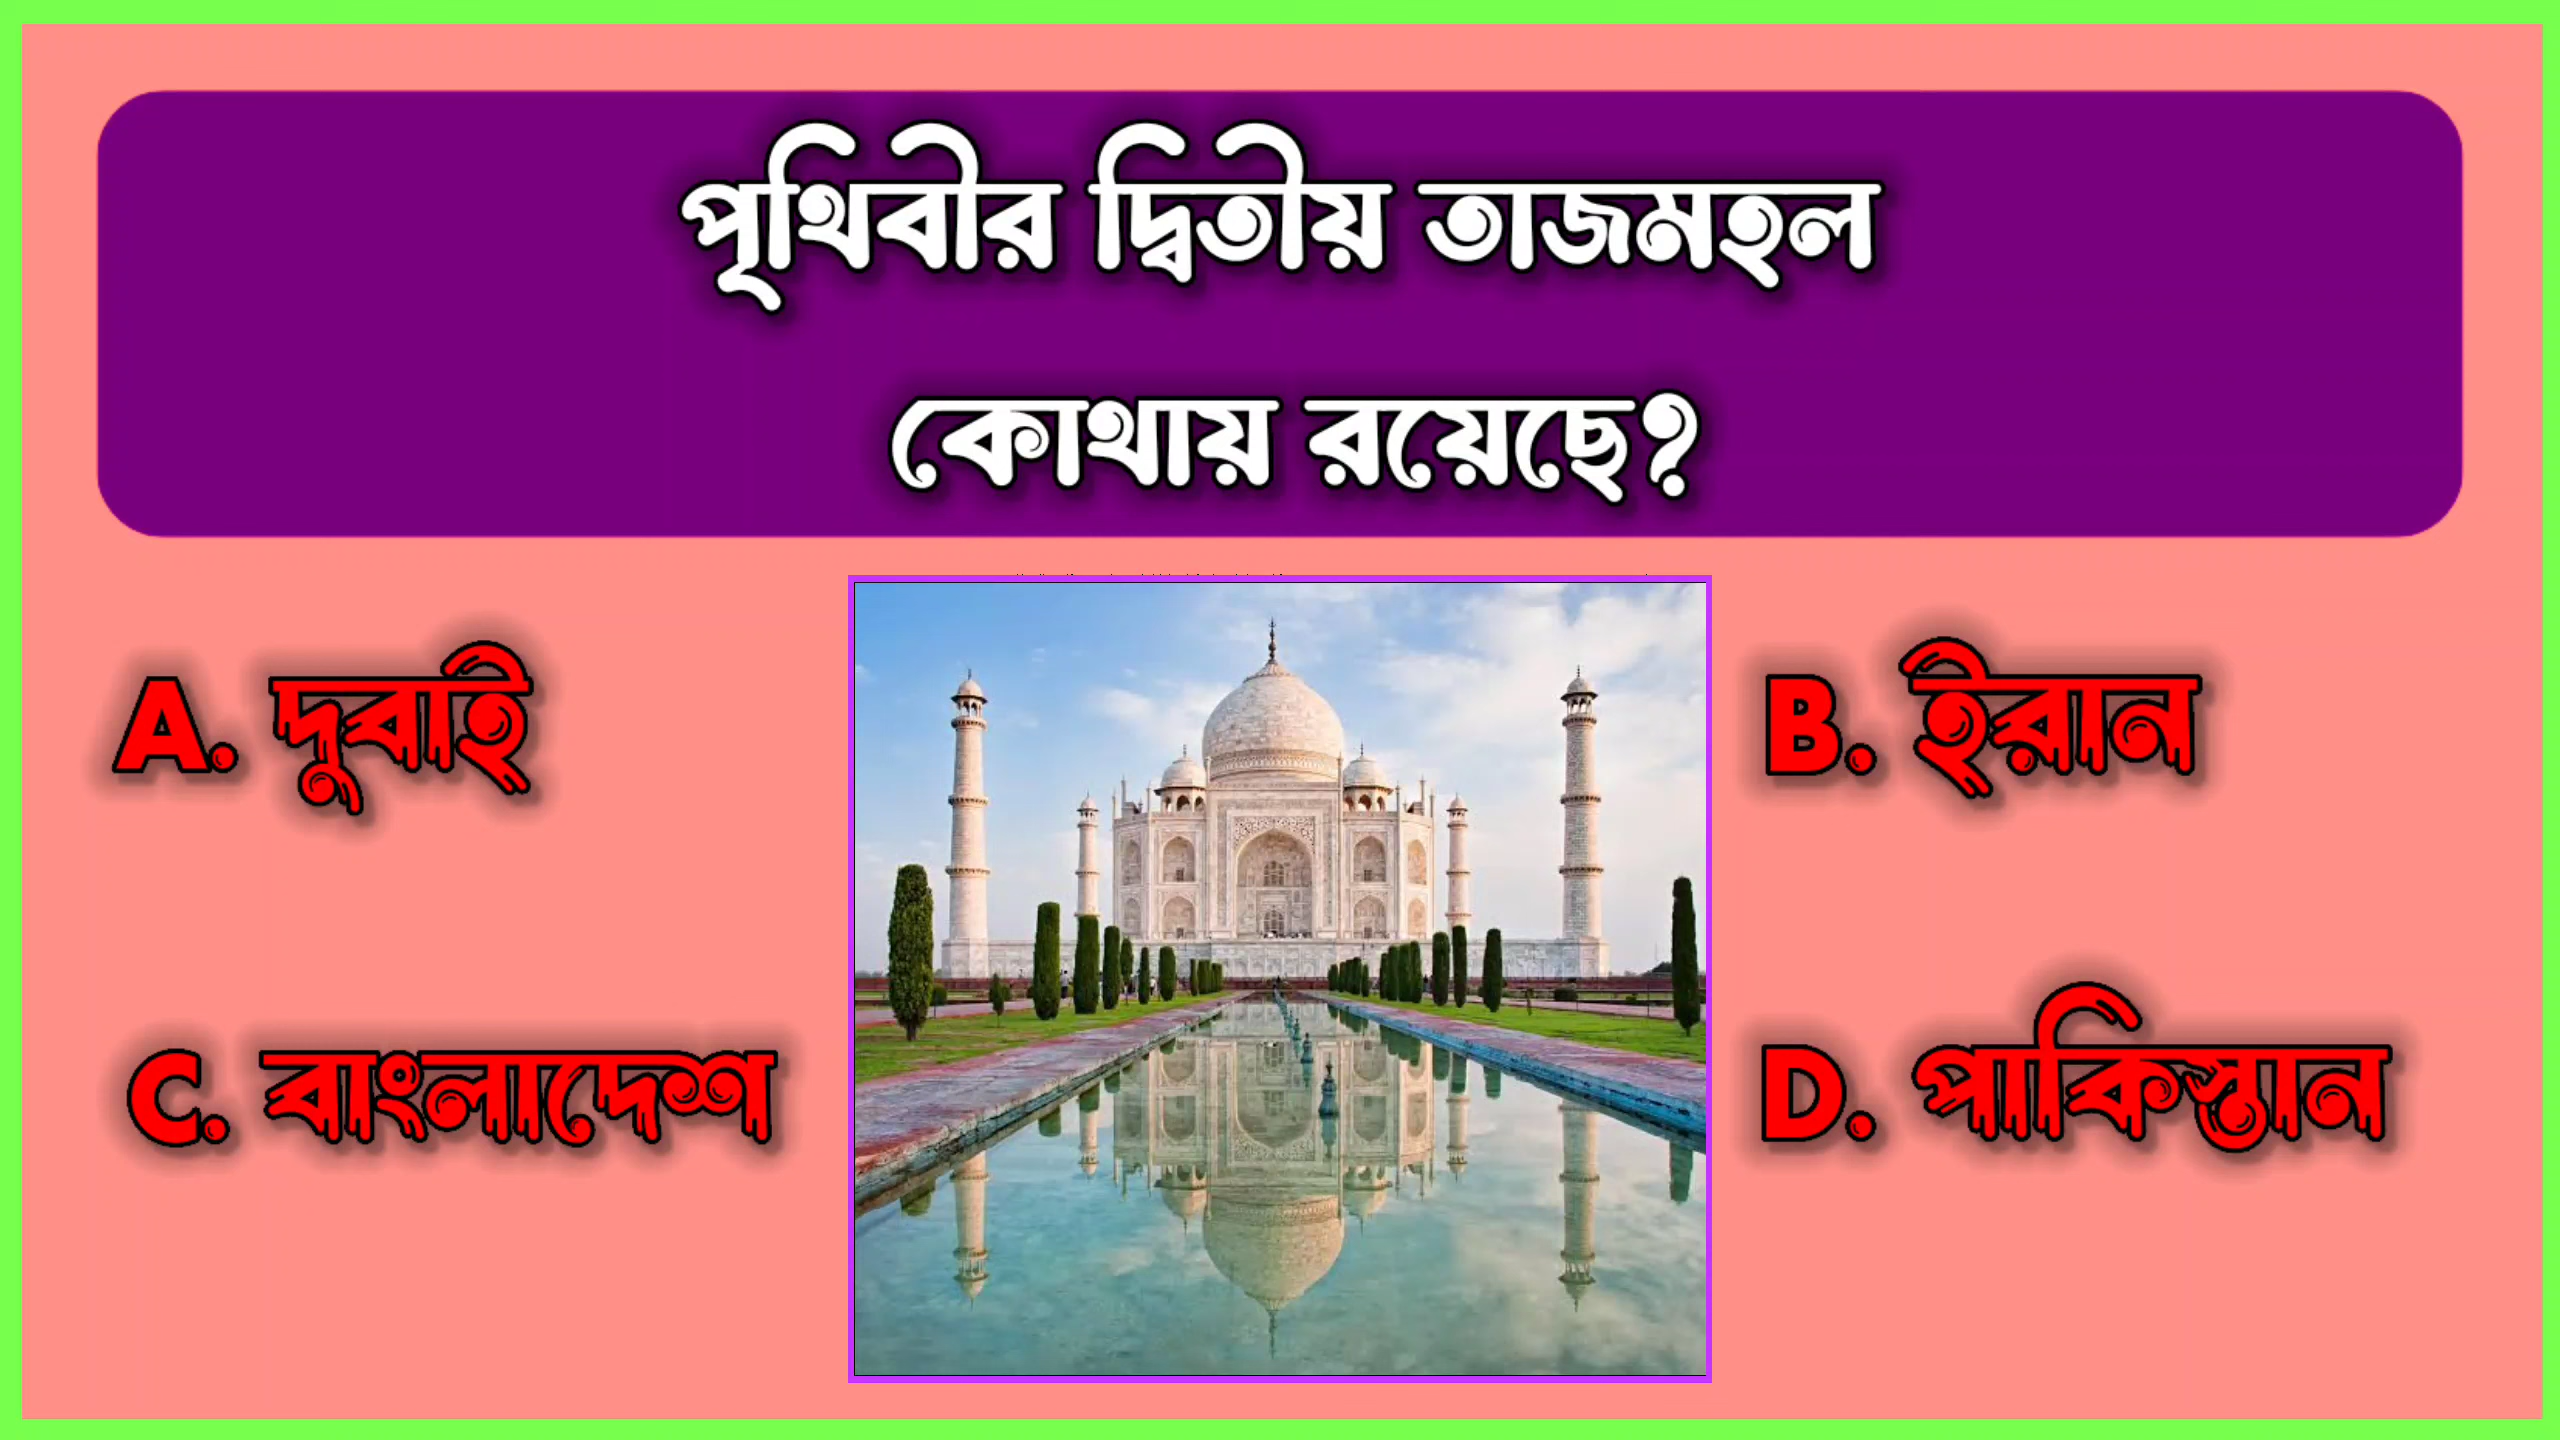 পৃথিবীর দ্বিতীয় তাজমহল
কোথায় রয়েছে?
A. দুবাই
B. ইরান
C. বাংলাদেশ
D. পাকিস্তান